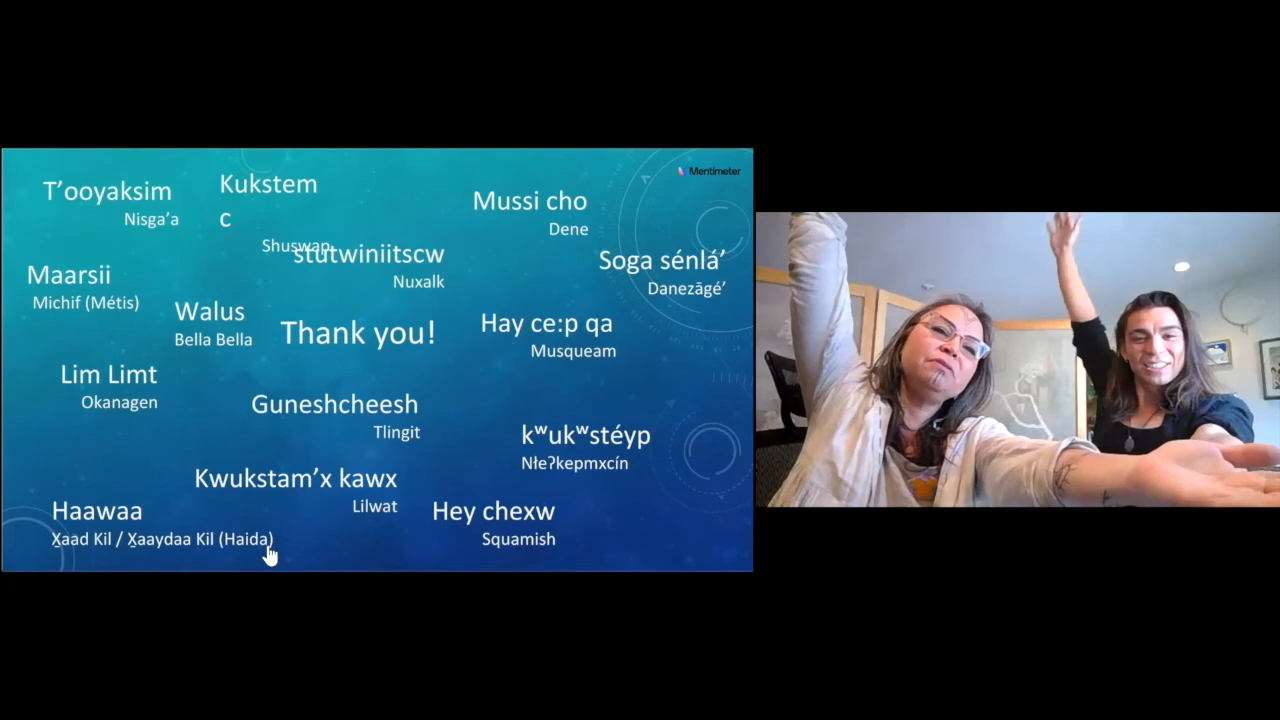 Mentimeter
T’ooyaksim
Nisga’a
Kukstem
c
Shuswap
Mussi cho
Dene
stutwiniitscw
Nuxalk
Soga sénlá’
Danezāgé’
Maarsii
Michif (Métis)
Walus
Bella Bella
Thank you!
Hay ce:p qa
Musqueam
Lim Limt
Okanagen
Guneshcheesh
Tlingit
kʷukʷstéyp
Nłeʔkepmxcín
Kwukstam’x kawx
Lilwat
Haawaa
X̱aad Kil / X̱aaydaa Kil (Haida)
Hey chexw
Squamish